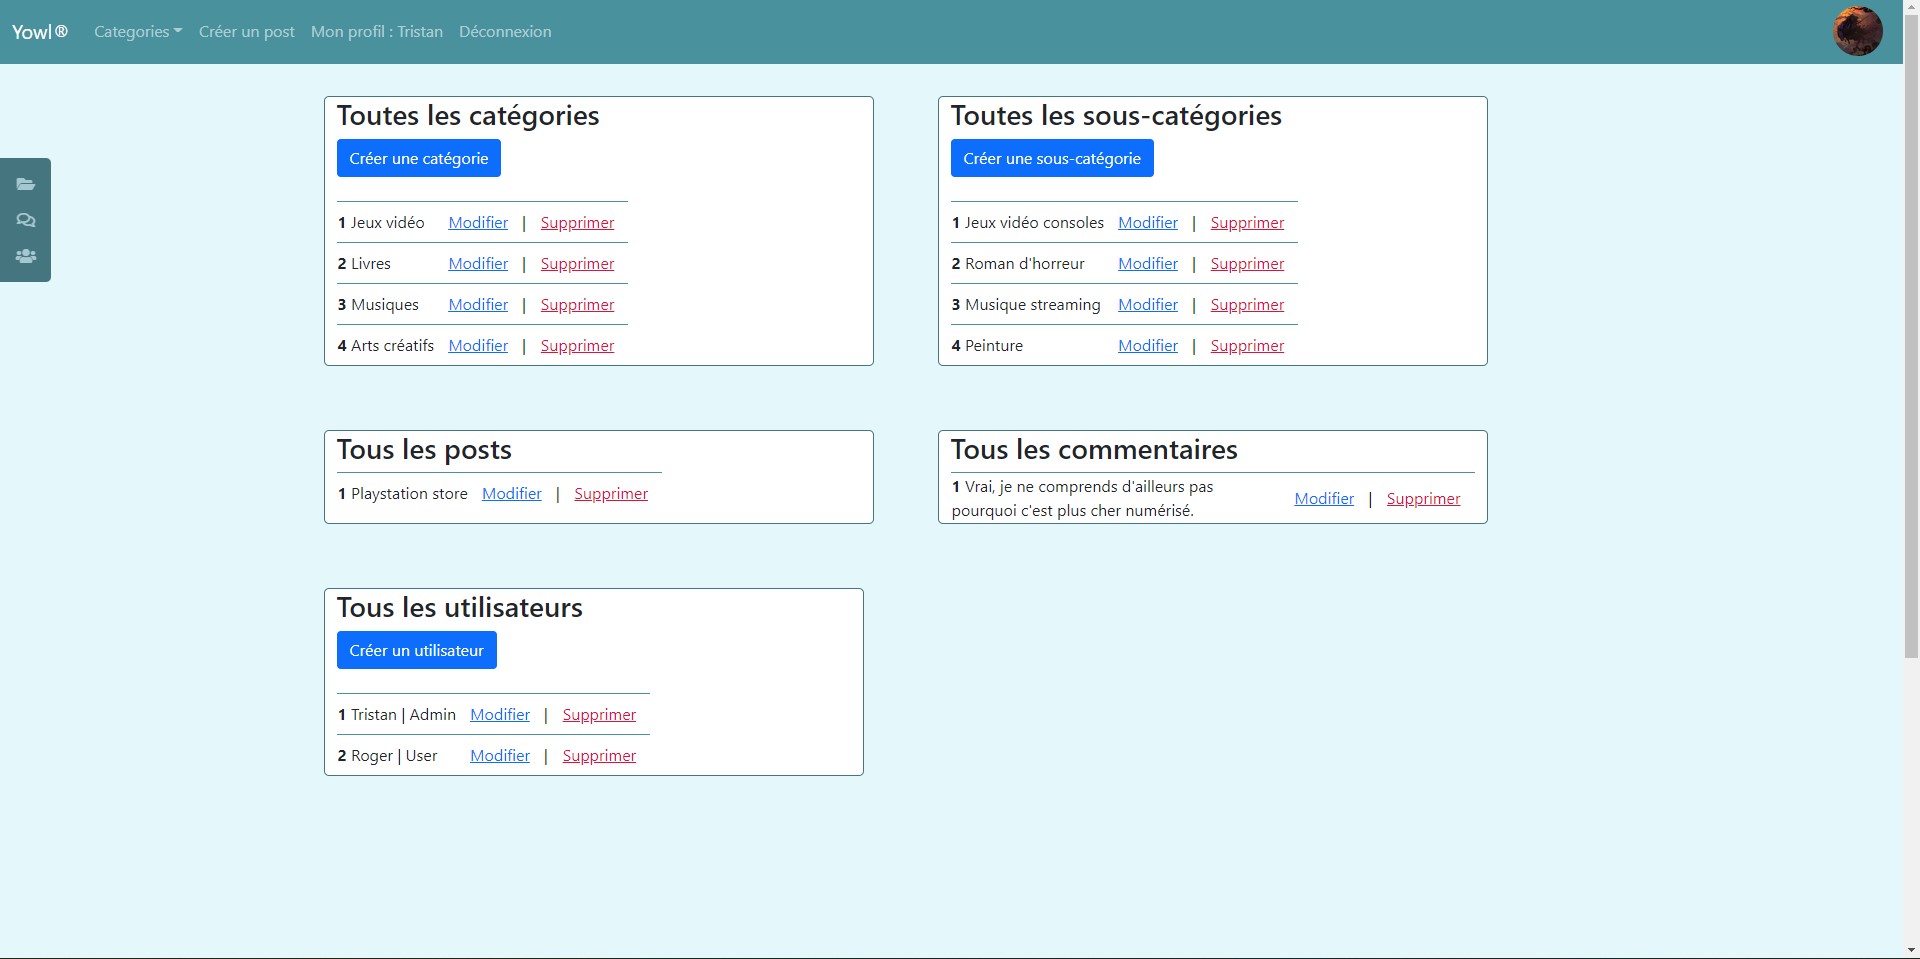 Yowl ® Categories Créer un post Mon profil : Tristan Déconnexion
Toutes les catégories
Créer une catégorie
1 Jeux vidéo Modifier | Supprimer
2 Livres Modifier | Supprimer
3 Musiques Modifier | Supprimer
4 Arts créatifs Modifier | Supprimer
Toutes les sous-catégories
Créer une sous-catégorie
1 Jeux vidéo consoles Modifier | Supprimer
2 Roman d'horreur Modifier | Supprimer
3 Musique streaming Modifier | Supprimer
4 Peinture Modifier | Supprimer
Tous les posts
1 Playstation store Modifier | Supprimer
Tous les commentaires
1 Vrai, je ne comprends d'ailleurs pas
pourquoi c'est plus cher numérisé. Modifier | Supprimer
Tous les utilisateurs
Créer un utilisateur
1 Tristan | Admin Modifier | Supprimer
2 Roger | User Modifier | Supprimer